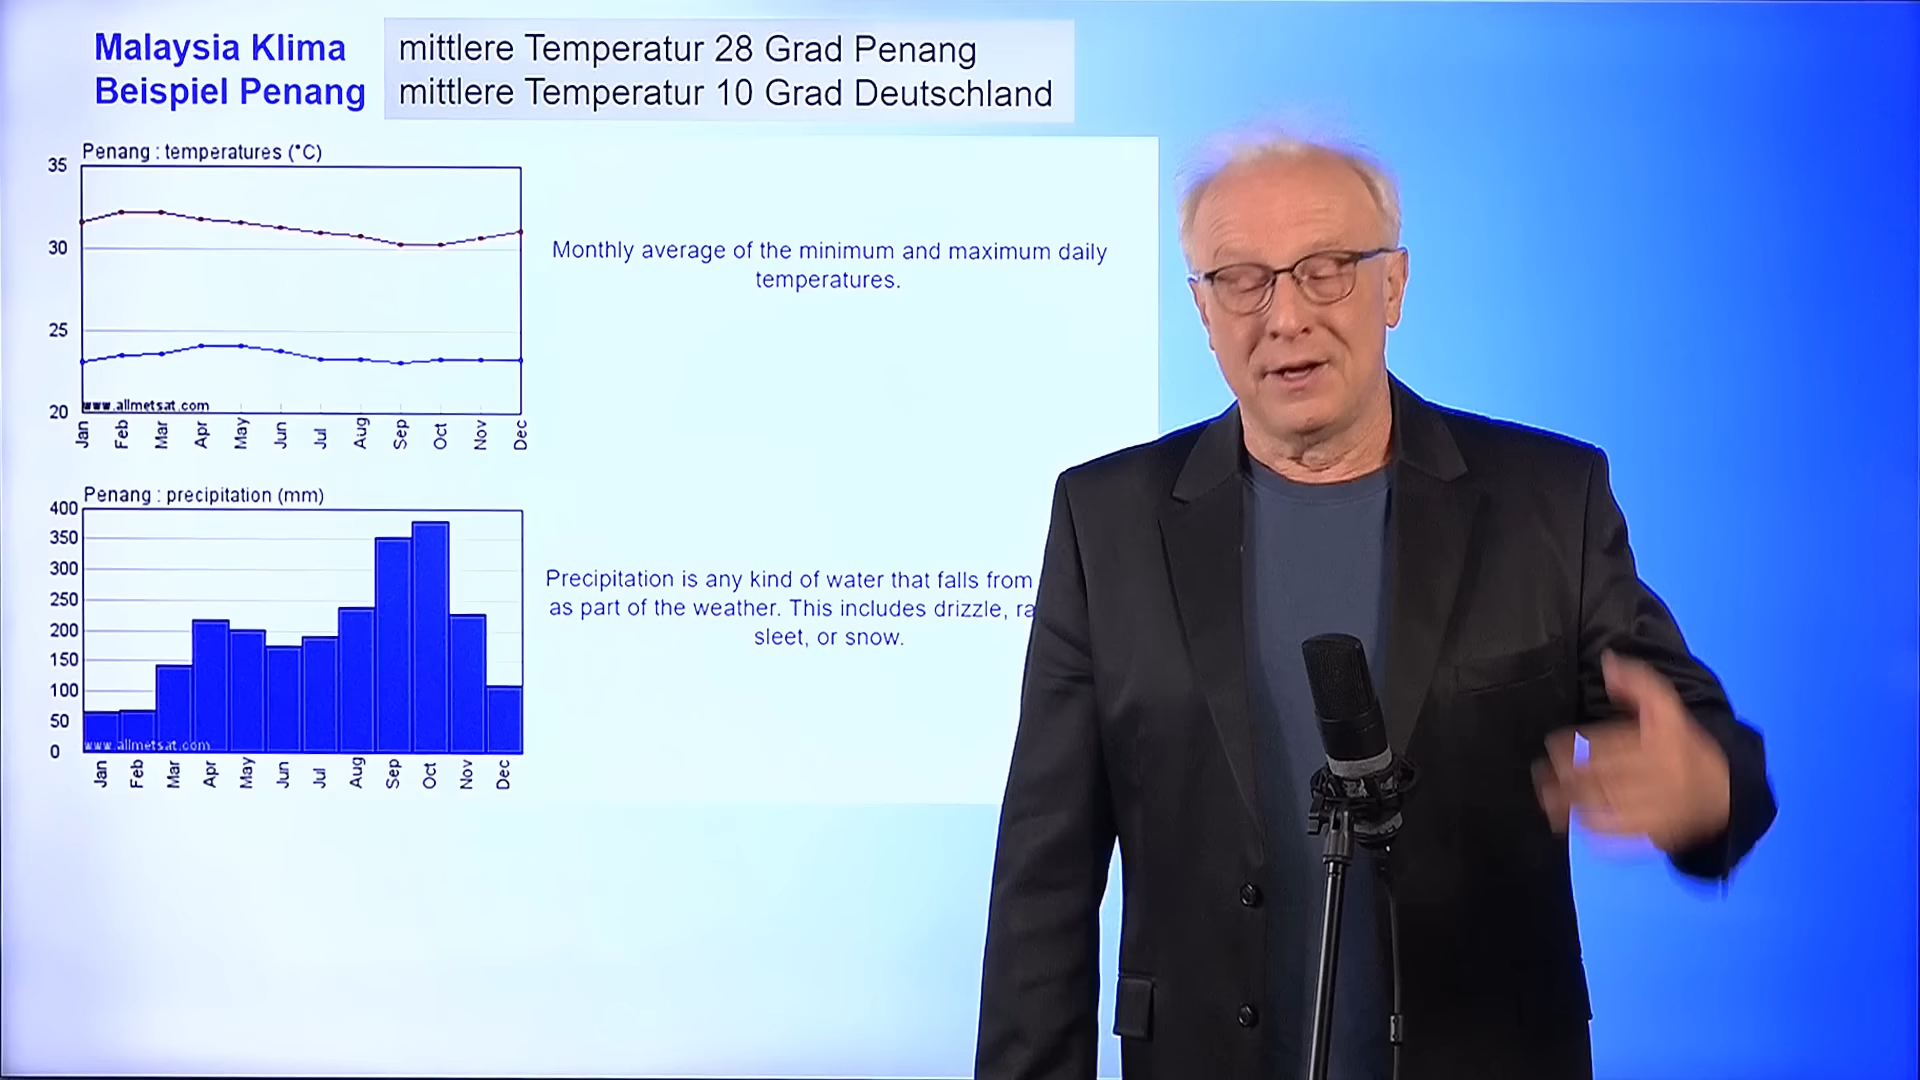 Malaysia Klima
Beispiel Penang
mittlere Temperatur 28 Grad Penang
mittlere Temperatur 10 Grad Deutschland
Penang : temperatures (°C)
35
30
25
20
www.allmetsat.com
Jan Feb Mar Apr May Jun Jul Aug Sep Oct Nov Dec
Monthly average of the minimum and maximum daily
temperatures.
Penang : precipitation (mm)
400
350
300
250
200
150
100
50
0
www.allmetsat.com
Jan Feb Mar Apr May Jun Jul Aug Sep Oct Nov Dec
Precipitation is any kind of water that falls from
as part of the weather. This includes drizzle,
sleet, or snow.